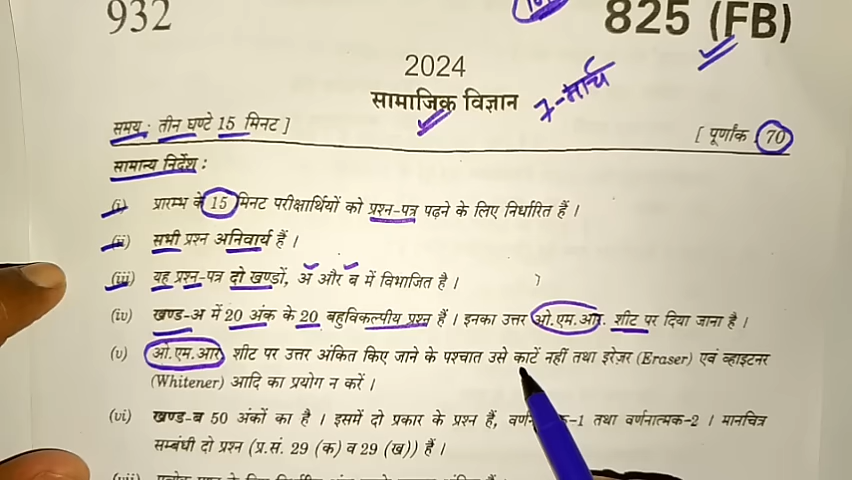 932
825 (FB)
2024
सामाजिक विज्ञान
7-मार्च
समय : तीन घण्टे 15 मिनट ]
[ पूर्णांक 70
सामान्य निर्देश :
(i) प्रारम्भ के 15 मिनट परीक्षार्थियों को प्रश्न-पत्र पढ़ने के लिए निर्धारित हैं ।
(ii) सभी प्रश्न अनिवार्य हैं ।
(iii) यह प्रश्न-पत्र दो खण्डों, अ और ब में विभाजित है ।
(iv) खण्ड-अ में 20 अंक के 20 बहुविकल्पीय प्रश्न हैं । इनका उत्तर ओ.एम.आर. शीट पर दिया जाना है ।
(v) ओ.एम.आर शीट पर उत्तर अंकित किए जाने के पश्चात उसे काटें नहीं तथा इरेज़र (Eraser) एवं व्हाइटनर
(Whitener) आदि का प्रयोग न करें ।
(vi) खण्ड-ब 50 अंकों का है । इसमें दो प्रकार के प्रश्न हैं, -1 तथा वर्णनात्मक-2 । मानचित्र
सम्बंधी दो प्रश्न (प्र.सं. 29 (क) व 29 (ख)) हैं ।